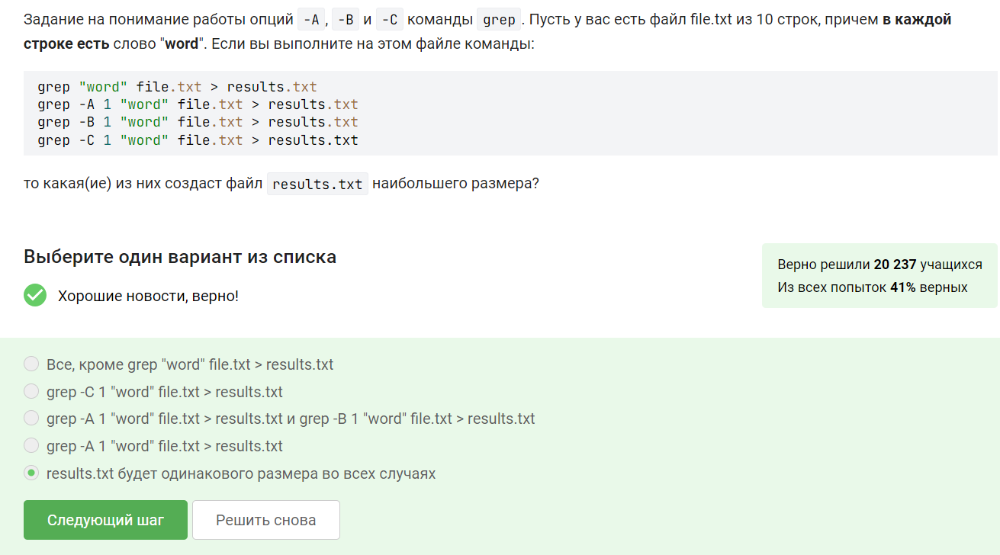 Задание на понимание работы опций -A, -B и -C команды grep. Пусть у вас есть файл file.txt из 10 строк, причем в каждой
строке есть слово "word". Если вы выполните на этом файле команды:
grep "word" file.txt > results.txt
grep -A 1 "word" file.txt > results.txt
grep -B 1 "word" file.txt > results.txt
grep -C 1 "word" file.txt > results.txt
то какая(ие) из них создаст файл results.txt наибольшего размера?
Выберите один вариант из списка
Хорошие новости, верно!
Верно решили 20 237 учащихся
Из всех попыток 41% верных
Все, кроме grep "word" file.txt > results.txt
grep -C 1 "word" file.txt > results.txt
grep -A 1 "word" file.txt > results.txt и grep -B 1 "word" file.txt > results.txt
grep -A 1 "word" file.txt > results.txt
results.txt будет одинакового размера во всех случаях
Следующий шаг
Решить снова